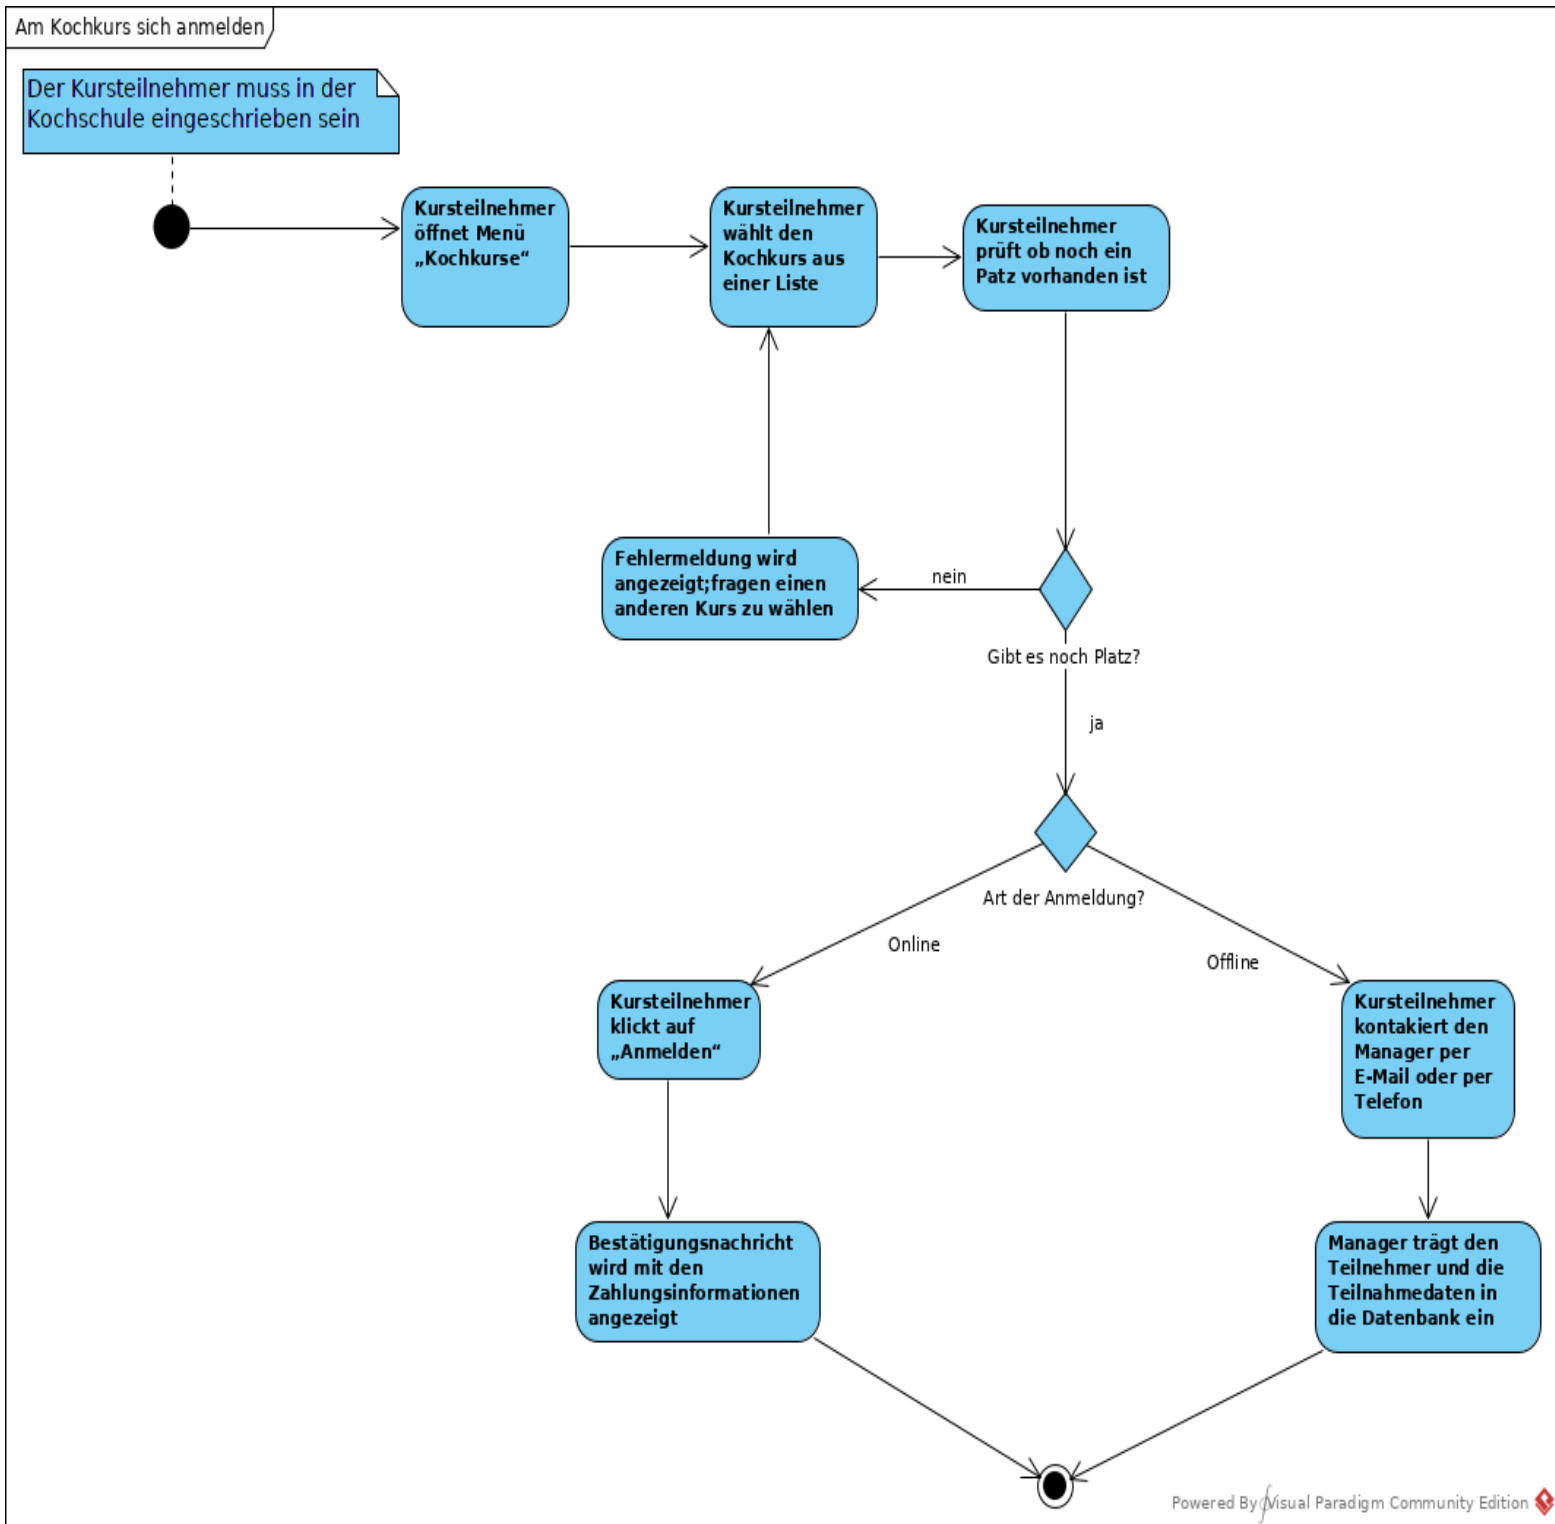 Am Kochkurs sich anmelden
Der Kursteilnehmer muss in der
Kochschule eingeschrieben sein
Kursteilnehmer
öffnet Menü
„Kochkurse“
Kursteilnehmer
wählt den
Kochkurs aus
einer Liste
Kursteilnehmer
prüft ob noch ein
Patz vorhanden ist
Fehlermeldung wird
angezeigt;fragen einen
anderen Kurs zu wählen
nein
Gibt es noch Platz?
ja
Art der Anmeldung?
Online
Offline
Kursteilnehmer
klickt auf
„Anmelden“
Kursteilnehmer
kontakiert den
Manager per
E-Mail oder per
Telefon
Bestätigungsnachricht
wird mit den
Zahlungsinformationen
angezeigt
Manager trägt den
Teilnehmer und die
Teilnahmedaten in
die Datenbank ein
Powered By Visual Paradigm Community Edition